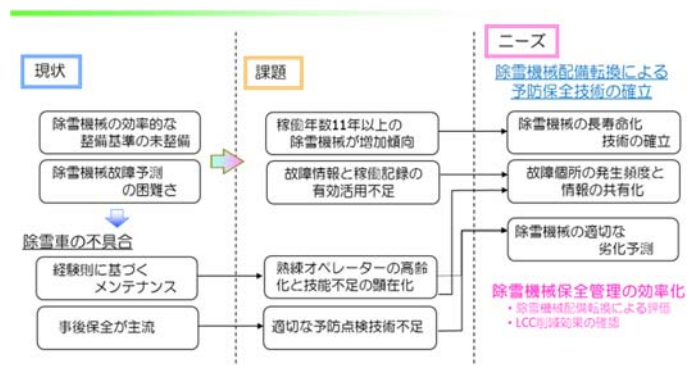 現状
除雪機械の効率的な
整備基準の未整備
除雪機械故障予測
の困難さ
除雪車の不具合
経験則に基づく
メンテナンス
事後保全が主流
課題
稼働年数11年以上の
除雪機械が増加傾向
故障情報と稼働記録の
有効活用不足
熟練オペレーターの高齢
化と技能不足の顕在化
適切な予防点検技術不足
ニーズ
除雪機械配備転換による
予防保全技術の確立
除雪機械の長寿命化
技術の確立
故障個所の発生頻度と
情報の共有化
除雪機械の適切な
劣化予測
除雪機械保全管理の効率化
・除雪機械配備転換による評価
・LCC削減効果の確認